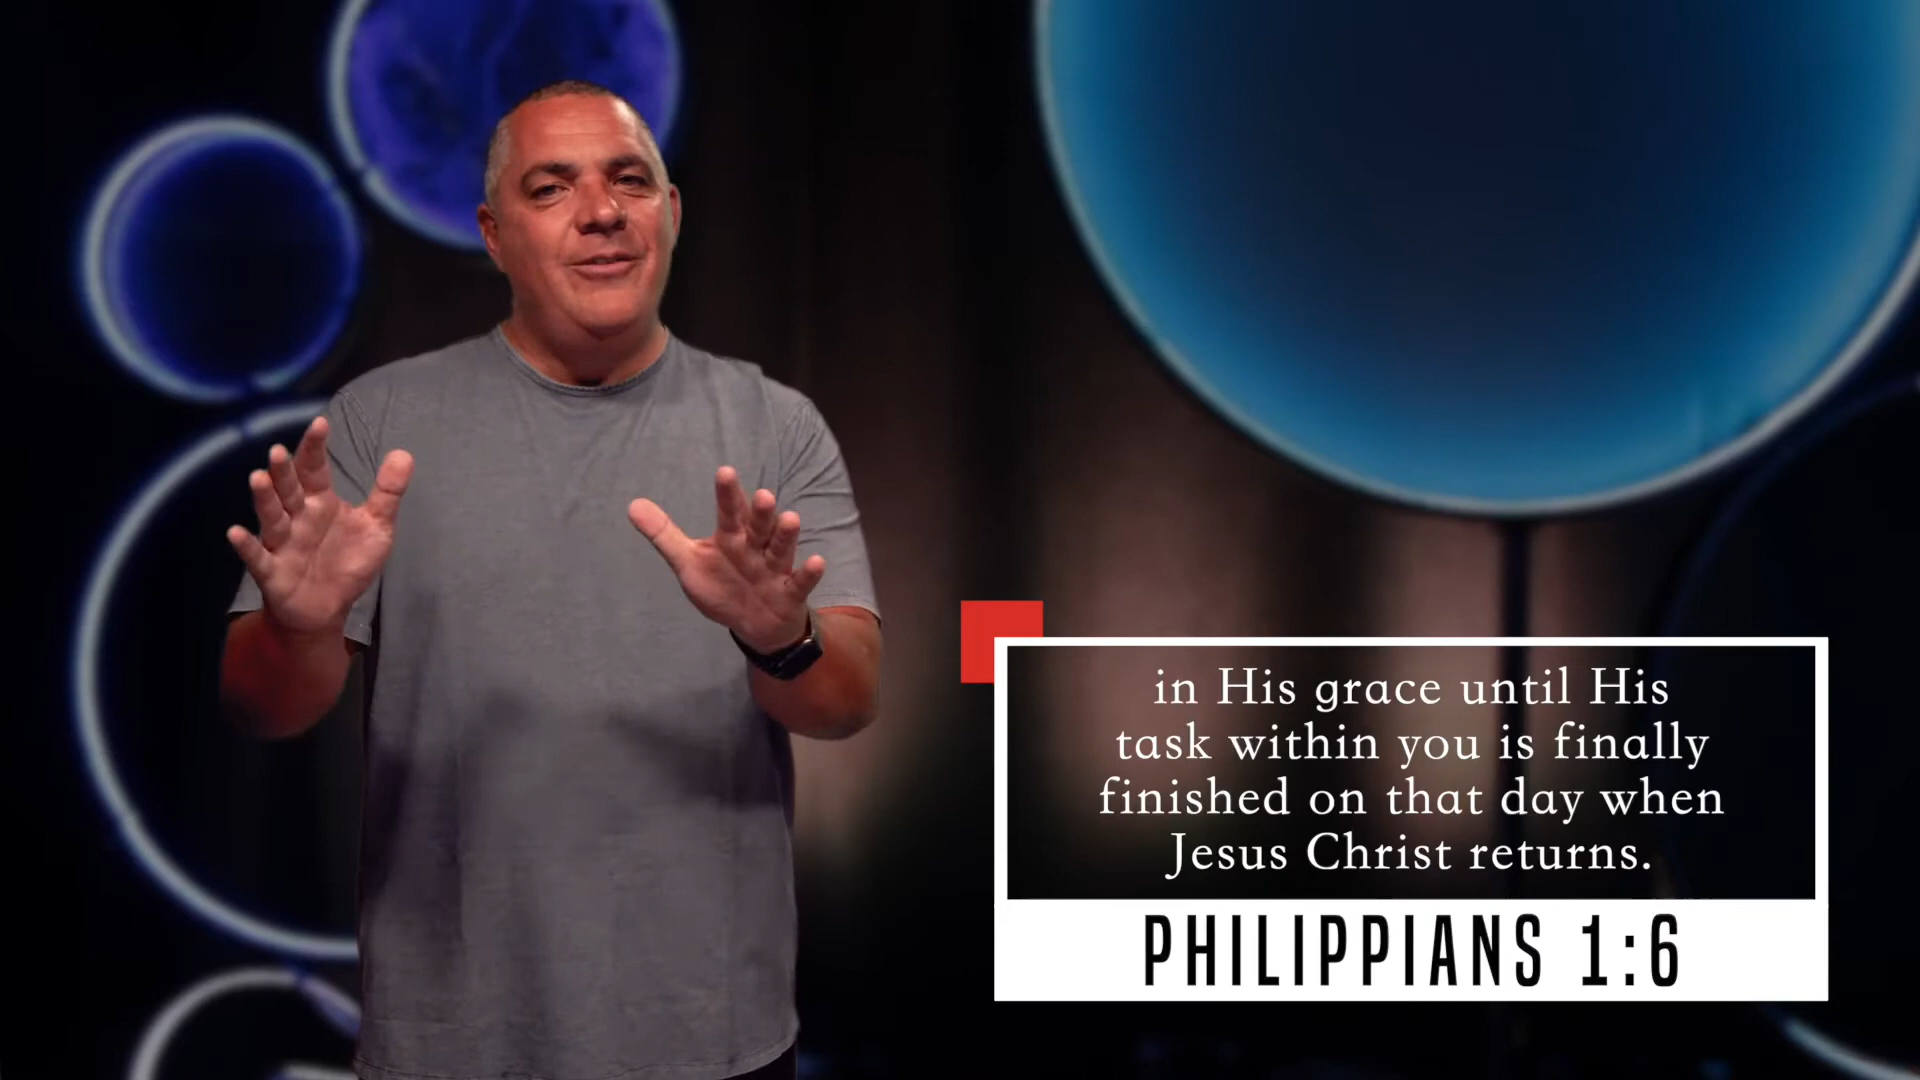 in His grace until His
task within you is finally
finished on that day when
Jesus Christ returns.
PHILIPPIANS 1:6